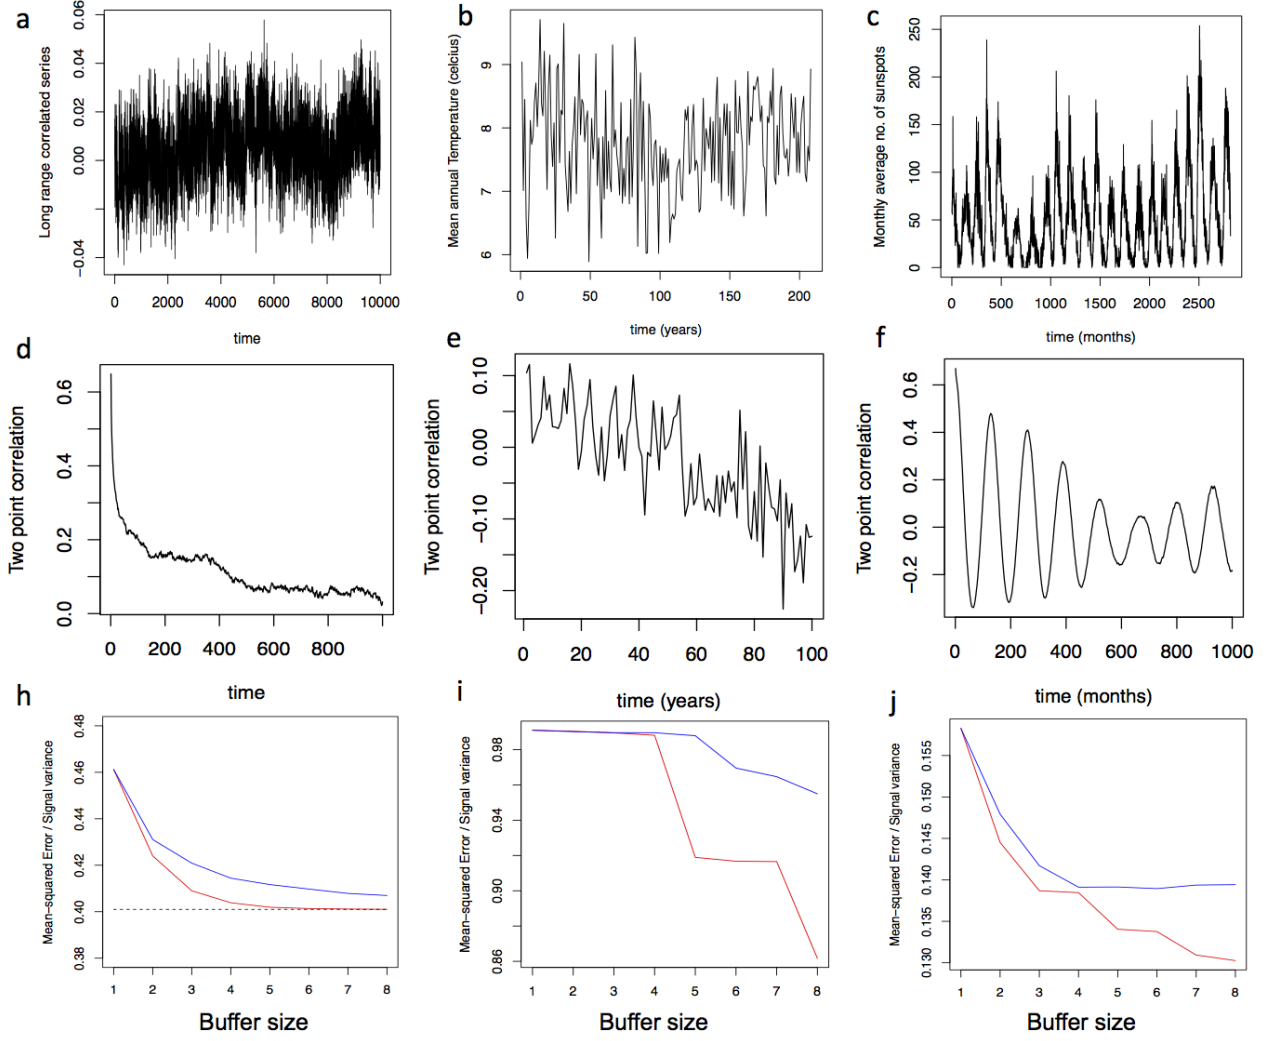 a
Long range correlated series
0.06
0.04
0.02
0.00
−0.04
0 2000 4000 6000 8000 10000
time
b
Mean annual Temperature (celcius)
9
8
7
6
0 50 100 150 200
time (years)
c
Monthly average no. of sunspots
250
200
150
100
50
0
0 500 1000 1500 2000 2500
time (months)
d
Two point correlation
0.6
0.4
0.2
0.0
0 200 400 600 800
time
e
Two point correlation
0.10
0.00
−0.10
−0.20
0 20 40 60 80 100
time (years)
f
Two point correlation
0.6
0.4
0.2
0.0
−0.2
0 200 400 600 800 1000
time (months)
h
Mean−squared Error / Signal variance
0.48
0.46
0.44
0.42
0.40
0.38
1 2 3 4 5 6 7 8
Buffer size
i
Mean−squared Error / Signal variance
0.98
0.94
0.90
0.86
1 2 3 4 5 6 7 8
Buffer size
j
Mean−squared Error / Signal variance
0.155
0.150
0.145
0.140
0.135
0.130
1 2 3 4 5 6 7 8
Buffer size